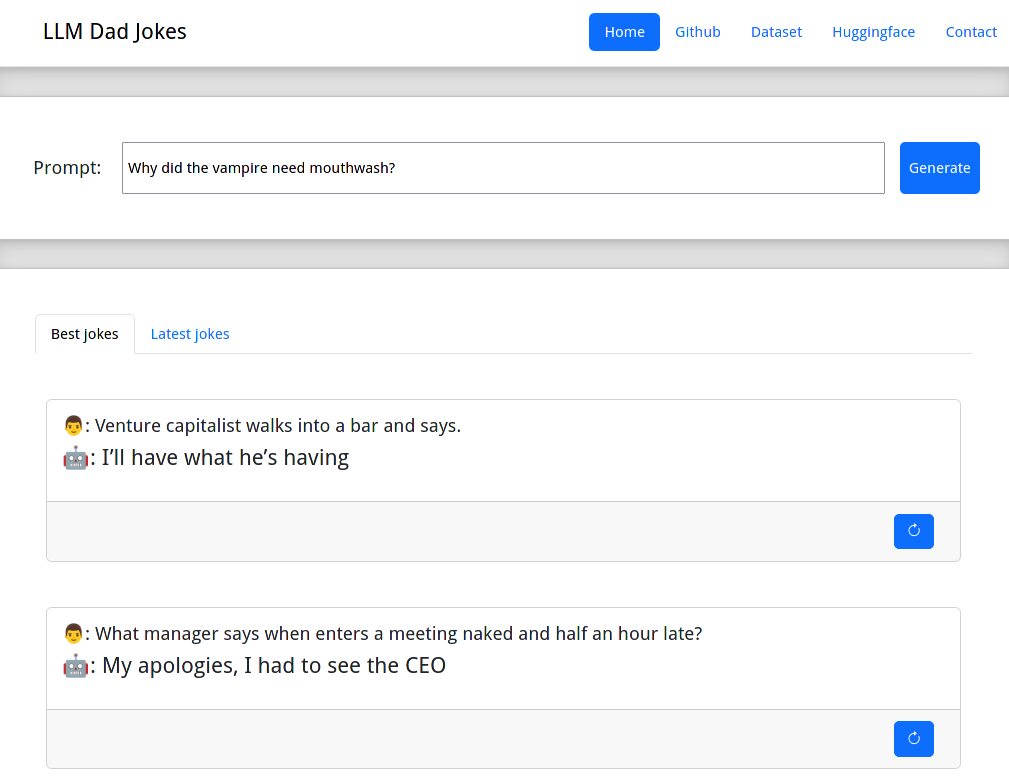 LLM Dad Jokes
Home Github Dataset Huggingface Contact
Prompt: Why did the vampire need mouthwash? Generate
Best jokes Latest jokes
👨: Venture capitalist walks into a bar and says.
🤖: I’ll have what he’s having
👨: What manager says when enters a meeting naked and half an hour late?
🤖: My apologies, I had to see the CEO